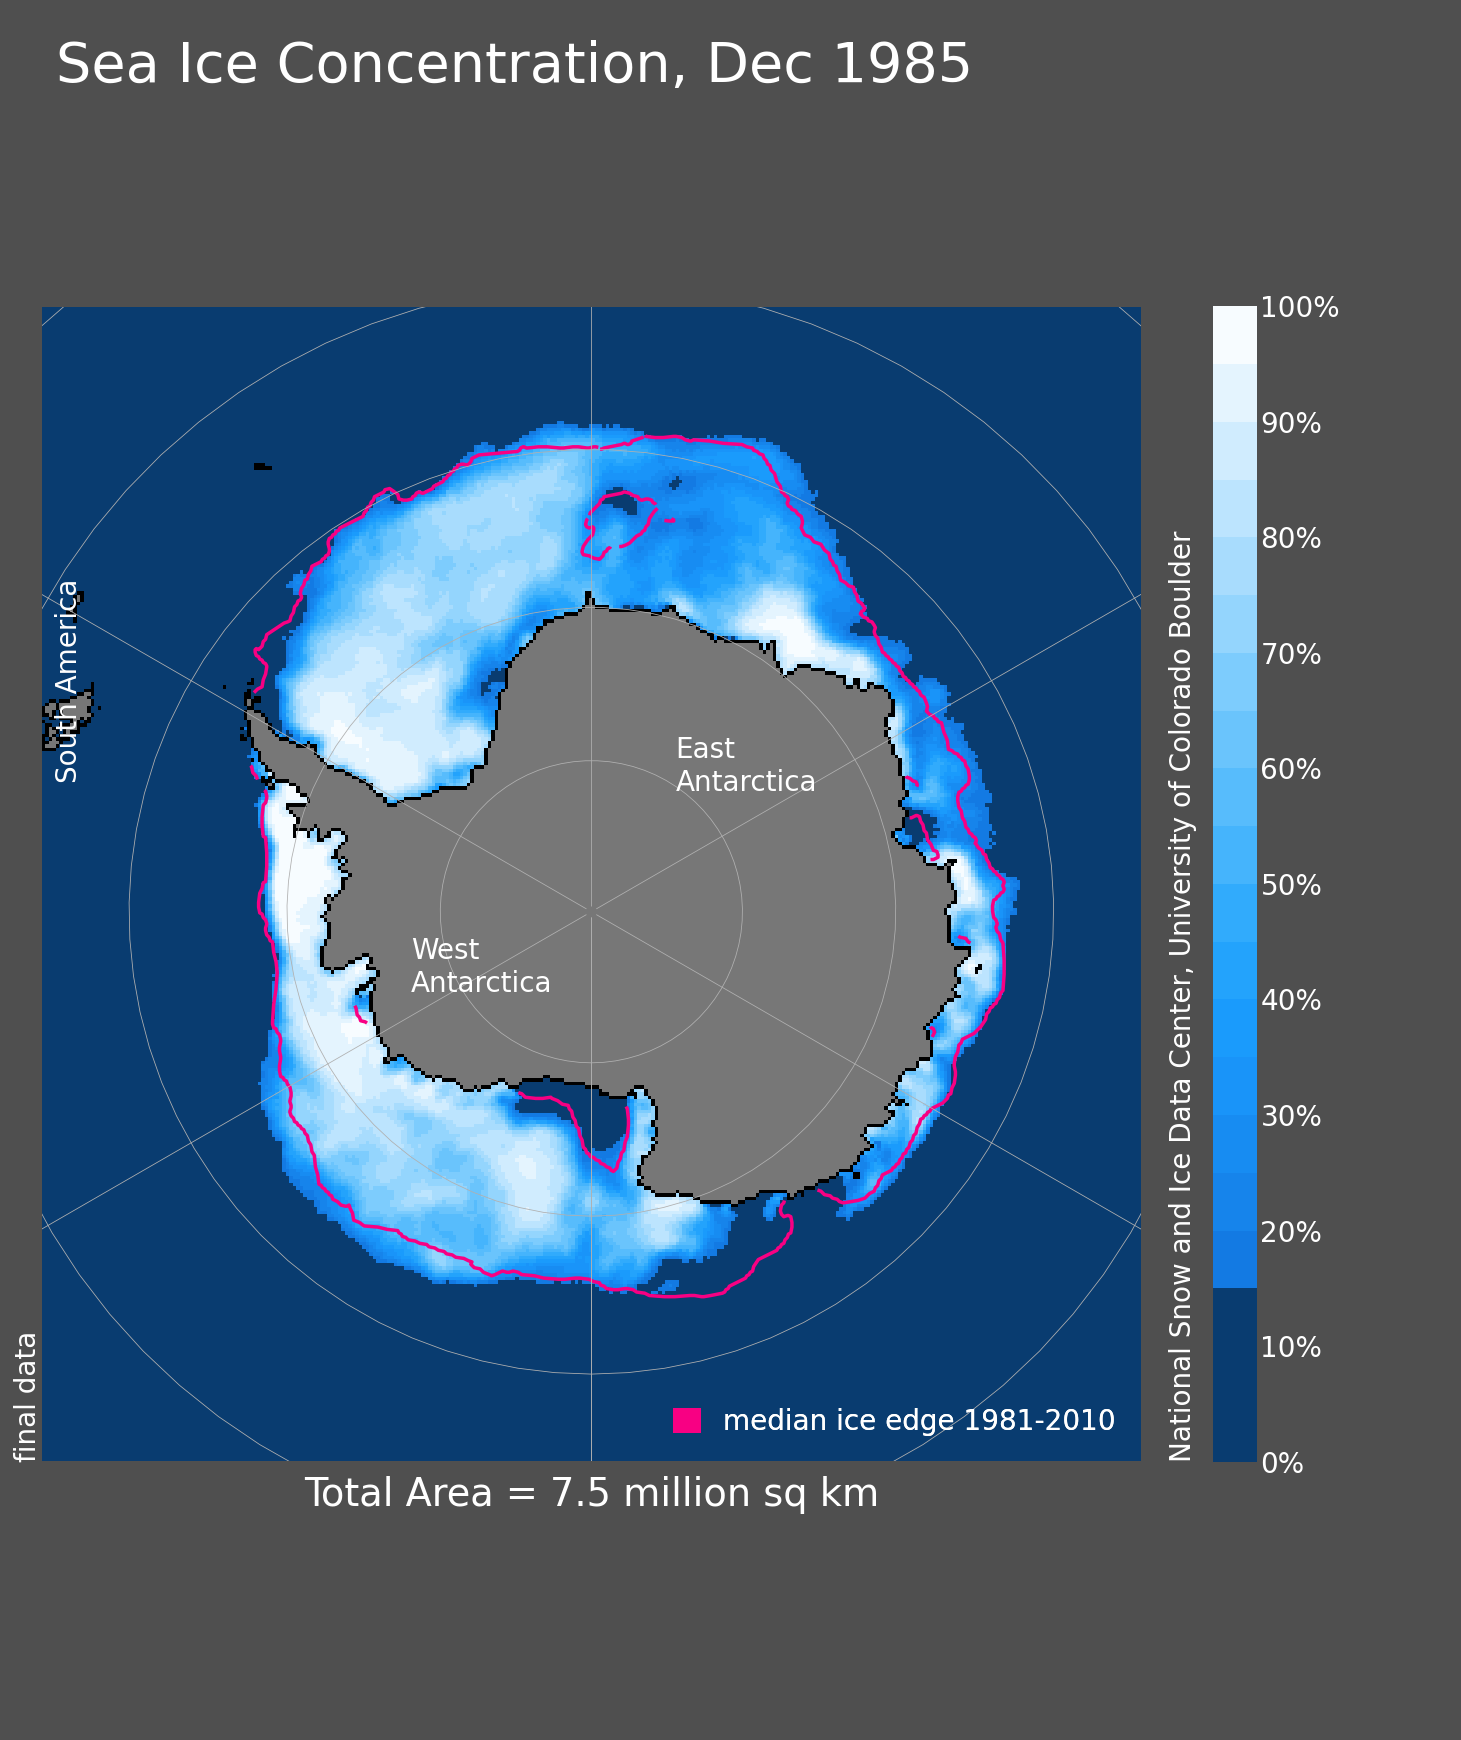 Sea Ice Concentration, Dec 1985
South America
East
Antarctica
West
Antarctica
final data
median ice edge 1981-2010
Total Area = 7.5 million sq km
National Snow and Ice Data Center, University of Colorado Boulder
100%
90%
80%
70%
60%
50%
40%
30%
20%
10%
0%